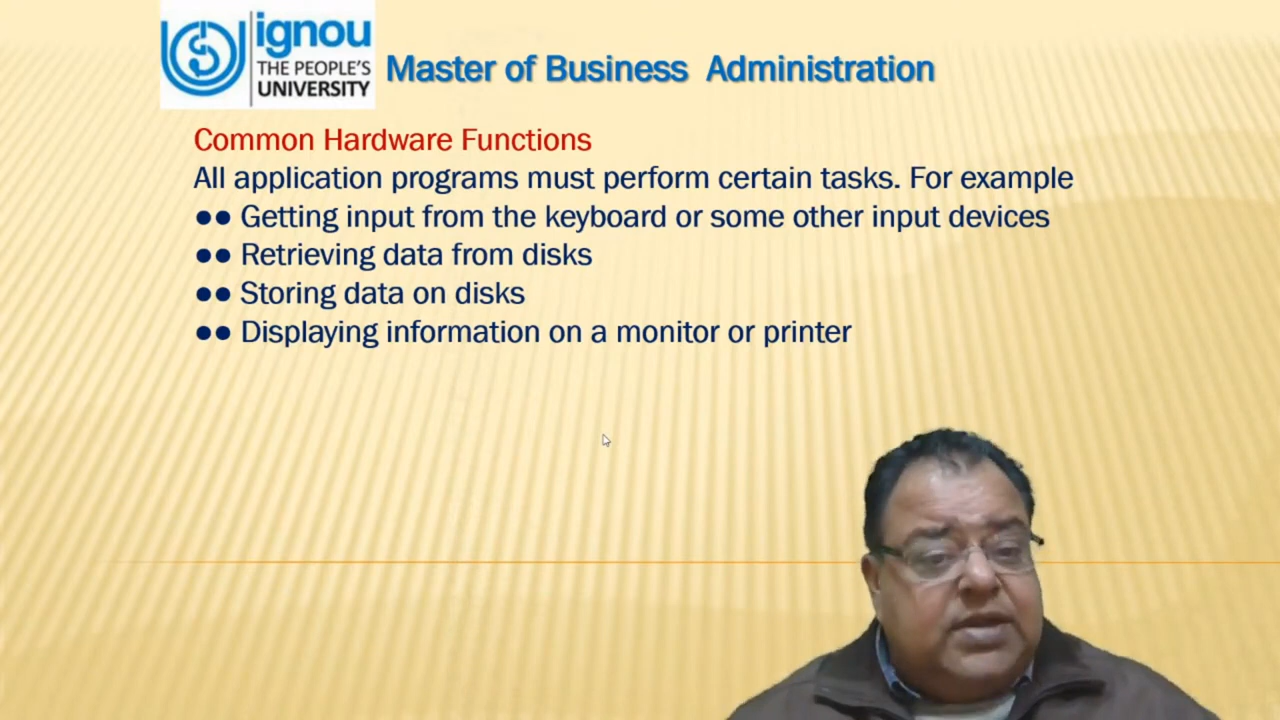 ignou
THE PEOPLE'S
UNIVERSITY
Master of Business Administration
Common Hardware Functions
All application programs must perform certain tasks. For example
●● Getting input from the keyboard or some other input devices
●● Retrieving data from disks
●● Storing data on disks
●● Displaying information on a monitor or printer